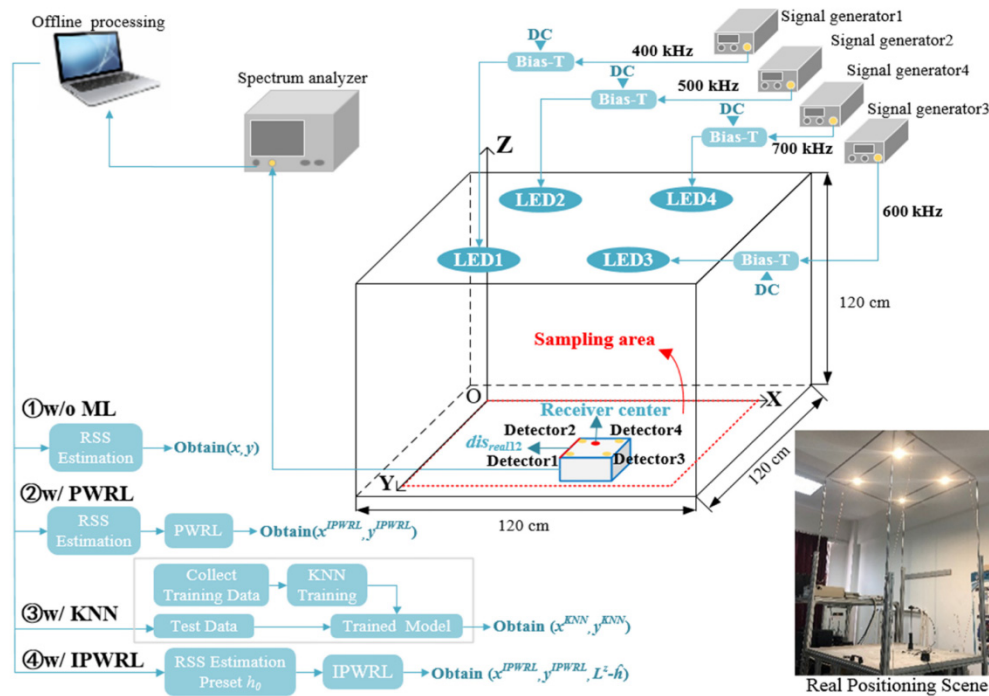 Offline processing
Spectrum analyzer
Signal generator1
Signal generator2
Signal generator4
Signal generator3
DC
Bias-T
400 kHz
DC
Bias-T
500 kHz
DC
Bias-T
700 kHz
600 kHz
Bias-T
DC
Z
LED2
LED4
LED1
LED3
120 cm
Sampling area
O
X
Receiver center
Detector2
Detector4
dis_real12
Detector1
Detector3
Y
120 cm
120 cm
①w/o ML
RSS
Estimation
Obtain(x,y)
②w/ PWRL
RSS
Estimation
PWRL
Obtain(x^IPWRL,y^IPWRL)
Collect
Training Data
KNN
Training
③w/ KNN
Test Data
Trained Model
Obtain (x^KNN,y^KNN)
④w/ IPWRL
RSS Estimation
Preset h_0
IPWRL
Obtain (x^IPWRL,y^IPWRL,L^z-ĥ)
Real Positioning Scene